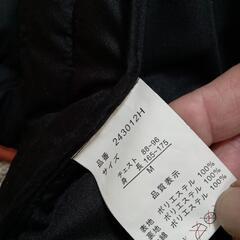 品番 243012H
サイズ
チェスト 88-96
身 長 165-175
M
品質表示
表地 ポリエステル 100%
裏地 ポリエステル 100%
ポリエステル 100%